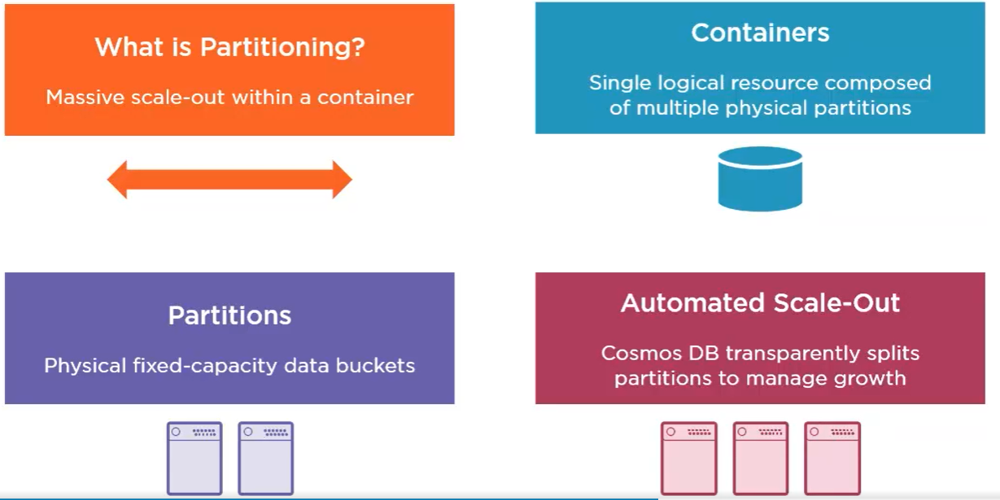 What is Partitioning?
Massive scale-out within a container
Containers
Single logical resource composed
of multiple physical partitions
Partitions
Physical fixed-capacity data buckets
Automated Scale-Out
Cosmos DB transparently splits
partitions to manage growth